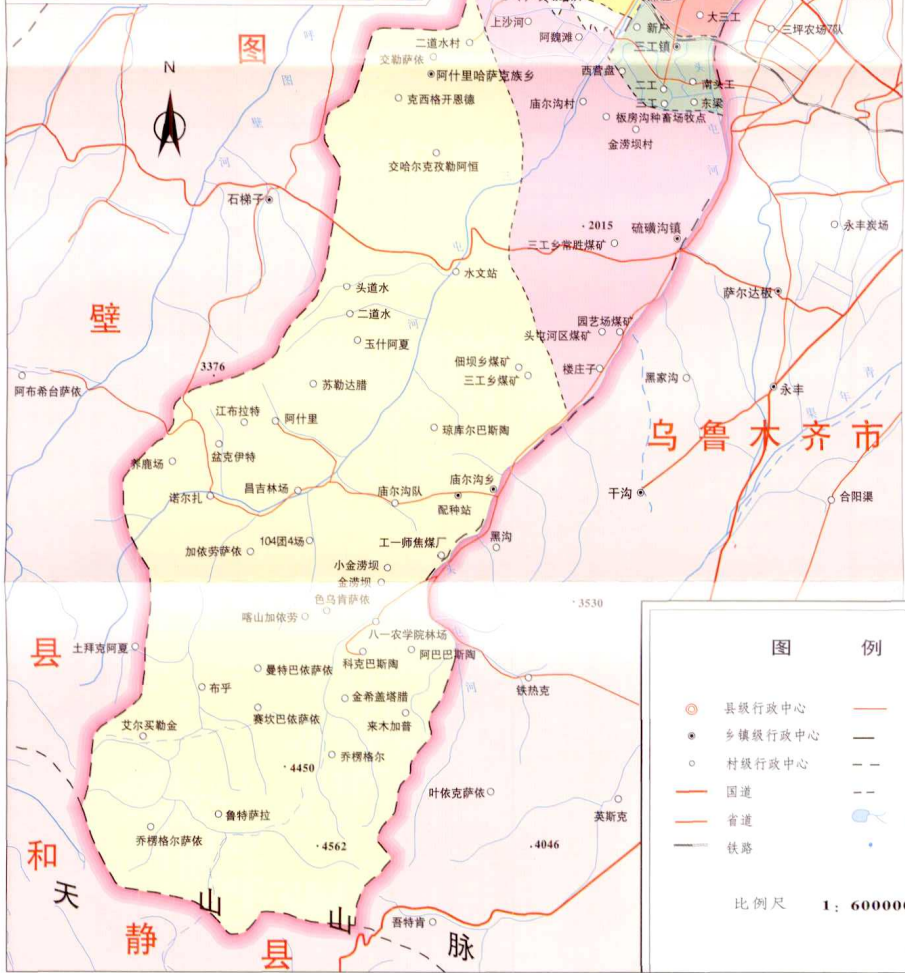 上沙河
新户
大三工
三坪农场7队
图
呼
二道水村
阿魏滩
三工镇
交勒萨依
N
图
阿什里哈萨克族乡
西营盘
头
二工
南头工
壁
克西格开恩德
庙尔沟村
三工
东梁
板房沟种畜场牧点
屯
金涝坝村
河
交哈尔克孜勒阿恒
河
石梯子
2015
硫磺沟镇
永丰炭场
屯
三工乡常胜煤矿
水文站
头道水
萨尔达板
壁
二道水
河
园艺场煤矿
头屯河区煤矿
玉什阿夏
佃坝乡煤矿
3376
楼庄子
三工乡煤矿
黑家沟
青
阿布希台萨依
苏勒达腊
永丰
年
江布拉特
阿什里
渠
琼库尔巴斯陶
乌鲁木齐市
盆克伊特
养鹿场
昌吉林场
庙尔沟队
庙尔沟乡
诺尔扎
干沟
合阳渠
配种站
黑沟
104团4场
工一师焦煤厂
加依劳萨依
小金涝坝
头
金涝坝
色乌肯萨依
3530
喀山加依劳
八一农学院林场
县
土拜克阿夏
科克巴斯陶
阿巴巴斯陶
图 例
曼特巴依萨依
布乎
河
铁热克
金希盖塔腊
县级行政中心
赛坎巴依萨依
来木加普
艾尔买勒金
乡镇级行政中心
乔楞格尔
村级行政中心
4450
叶依克萨依
国道
英斯克
鲁特萨拉
省道
乔楞格尔萨依
4562
4046
铁路
和
天
山
山
比例尺 1：600000
吾特肯
静
县
脉